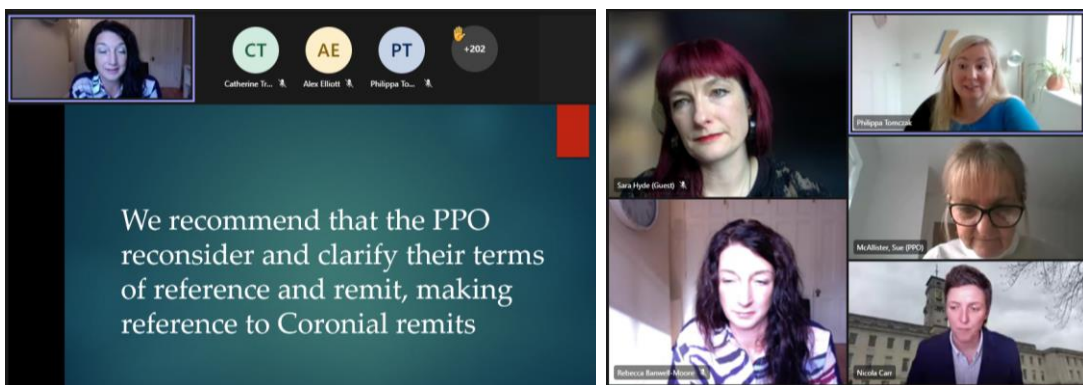 CT
AE
PT
+202
Catherine Tr...
Alex Elliott
Philippa To...
We recommend that the PPO
reconsider and clarify their terms
of reference and remit, making
reference to Coronial remits
Sara Hyde (Guest)
Philippa Tomczak
McAllister, Sue (PPO)
Rebecca Banwell-Moore
Nicola Carr